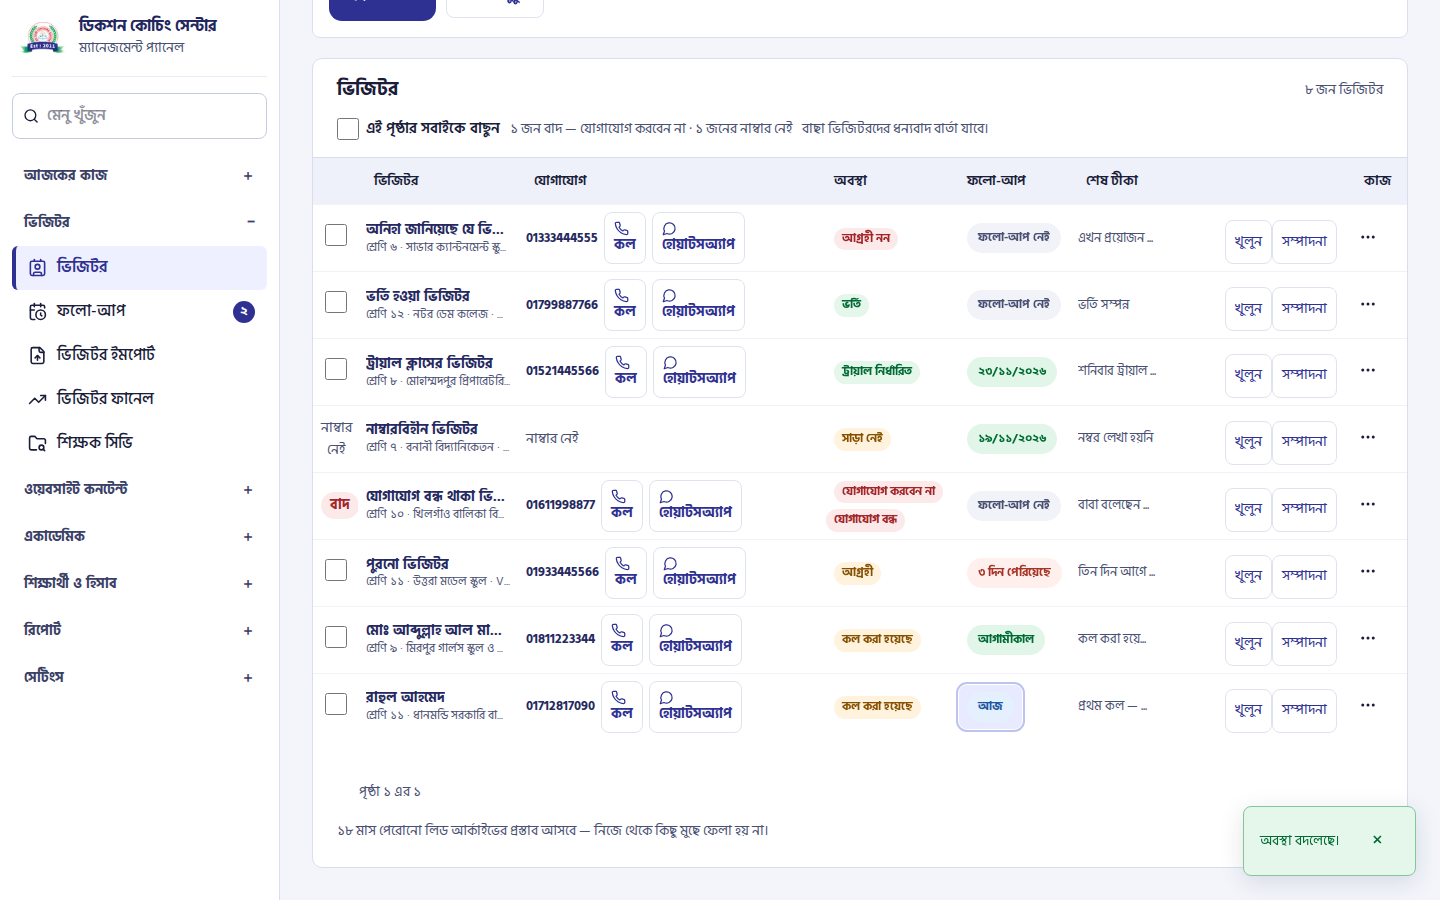 ডিকশন কোচিং সেন্টার
ম্যানেজমেন্ট প্যানেল
Est : 2011
মেনু খুঁজুন
আজকের কাজ +
ভিজিটর −
ভিজিটর
ফলো-আপ ২
ভিজিটর ইমপোর্ট
ভিজিটর ফানেল
শিক্ষক সিভি
ওয়েবসাইট কনটেন্ট +
একাডেমিক +
শিক্ষার্থী ও হিসাব +
রিপোর্ট +
সেটিংস +
ভিজিটর
৮ জন ভিজিটর
এই পৃষ্ঠার সবাইকে বাছুন ১ জন বাদ — যোগাযোগ করবেন না · ১ জনের নাম্বার নেই বাছা ভিজিটরদের ধন্যবাদ বার্তা যাবে।
ভিজিটর যোগাযোগ অবস্থা ফলো-আপ শেষ টীকা কাজ
অনিহা জানিয়েছে যে ভি...
শ্রেণি ৬ · সাভার ক্যান্টনমেন্ট স্কু...
01333444555 কল হোয়াটসঅ্যাপ আগ্রহী নন ফলো-আপ নেই এখন প্রয়োজন ... খুলুন সম্পাদনা ...
ভর্তি হওয়া ভিজিটর
শ্রেণি ১২ · নটর ডেম কলেজ · ...
01799887766 কল হোয়াটসঅ্যাপ ভর্তি ফলো-আপ নেই ভর্তি সম্পন্ন খুলুন সম্পাদনা ...
ট্রায়াল ক্লাসের ভিজিটর
শ্রেণি ৮ · মোহাম্মদপুর প্রিপারেটরি...
01521445566 কল হোয়াটসঅ্যাপ ট্রায়াল নির্ধারিত ২৩/১১/২০২৬ শনিবার ট্রায়াল ... খুলুন সম্পাদনা ...
নাম্বার নেই
নাম্বারবিহীন ভিজিটর
শ্রেণি ৭ · বনানী বিদ্যানিকেতন · ...
নাম্বার নেই সাড়া নেই ১৯/১১/২০২৬ নম্বর লেখা হয়নি খুলুন সম্পাদনা ...
বাদ
যোগাযোগ বন্ধ থাকা ভি...
শ্রেণি ১০ · খিলগাঁও বালিকা বি...
01611998877 কল হোয়াটসঅ্যাপ যোগাযোগ করবেন না
যোগাযোগ বন্ধ
ফলো-আপ নেই বাবা বলেছেন ... খুলুন সম্পাদনা ...
পুরনো ভিজিটর
শ্রেণি ১১ · উত্তরা মডেল স্কুল · V...
01933445566 কল হোয়াটসঅ্যাপ আগ্রহী ৩ দিন পেরিয়েছে তিন দিন আগে ... খুলুন সম্পাদনা ...
মোঃ আব্দুল্লাহ আল মা...
শ্রেণি ৯ · মিরপুর গার্লস স্কুল ও ...
01811223344 কল হোয়াটসঅ্যাপ কল করা হয়েছে আগামীকাল কল করা হয়ে... খুলুন সম্পাদনা ...
রাহুল আহমেদ
শ্রেণি ১১ · ধানমন্ডি সরকারি বা...
01712817090 কল হোয়াটসঅ্যাপ কল করা হয়েছে আজ প্রথম কল — ... খুলুন সম্পাদনা ...
পৃষ্ঠা ১ এর ১
১৮ মাস পেরোনো লিড আর্কাইভের প্রস্তাব আসবে — নিজে থেকে কিছু মুছে ফেলা হয় না।
অবস্থা বদলেছে। ×